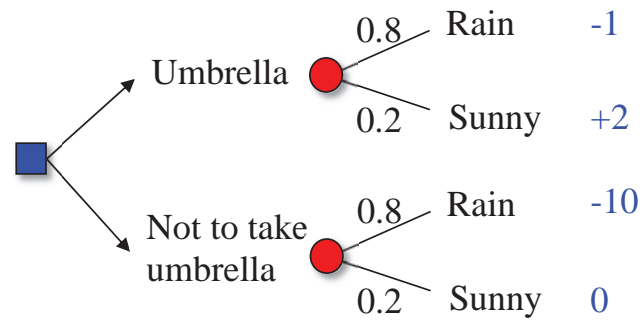 0.8 Rain -1
Umbrella
0.2 Sunny +2
0.8 Rain -10
Not to take
umbrella
0.2 Sunny 0